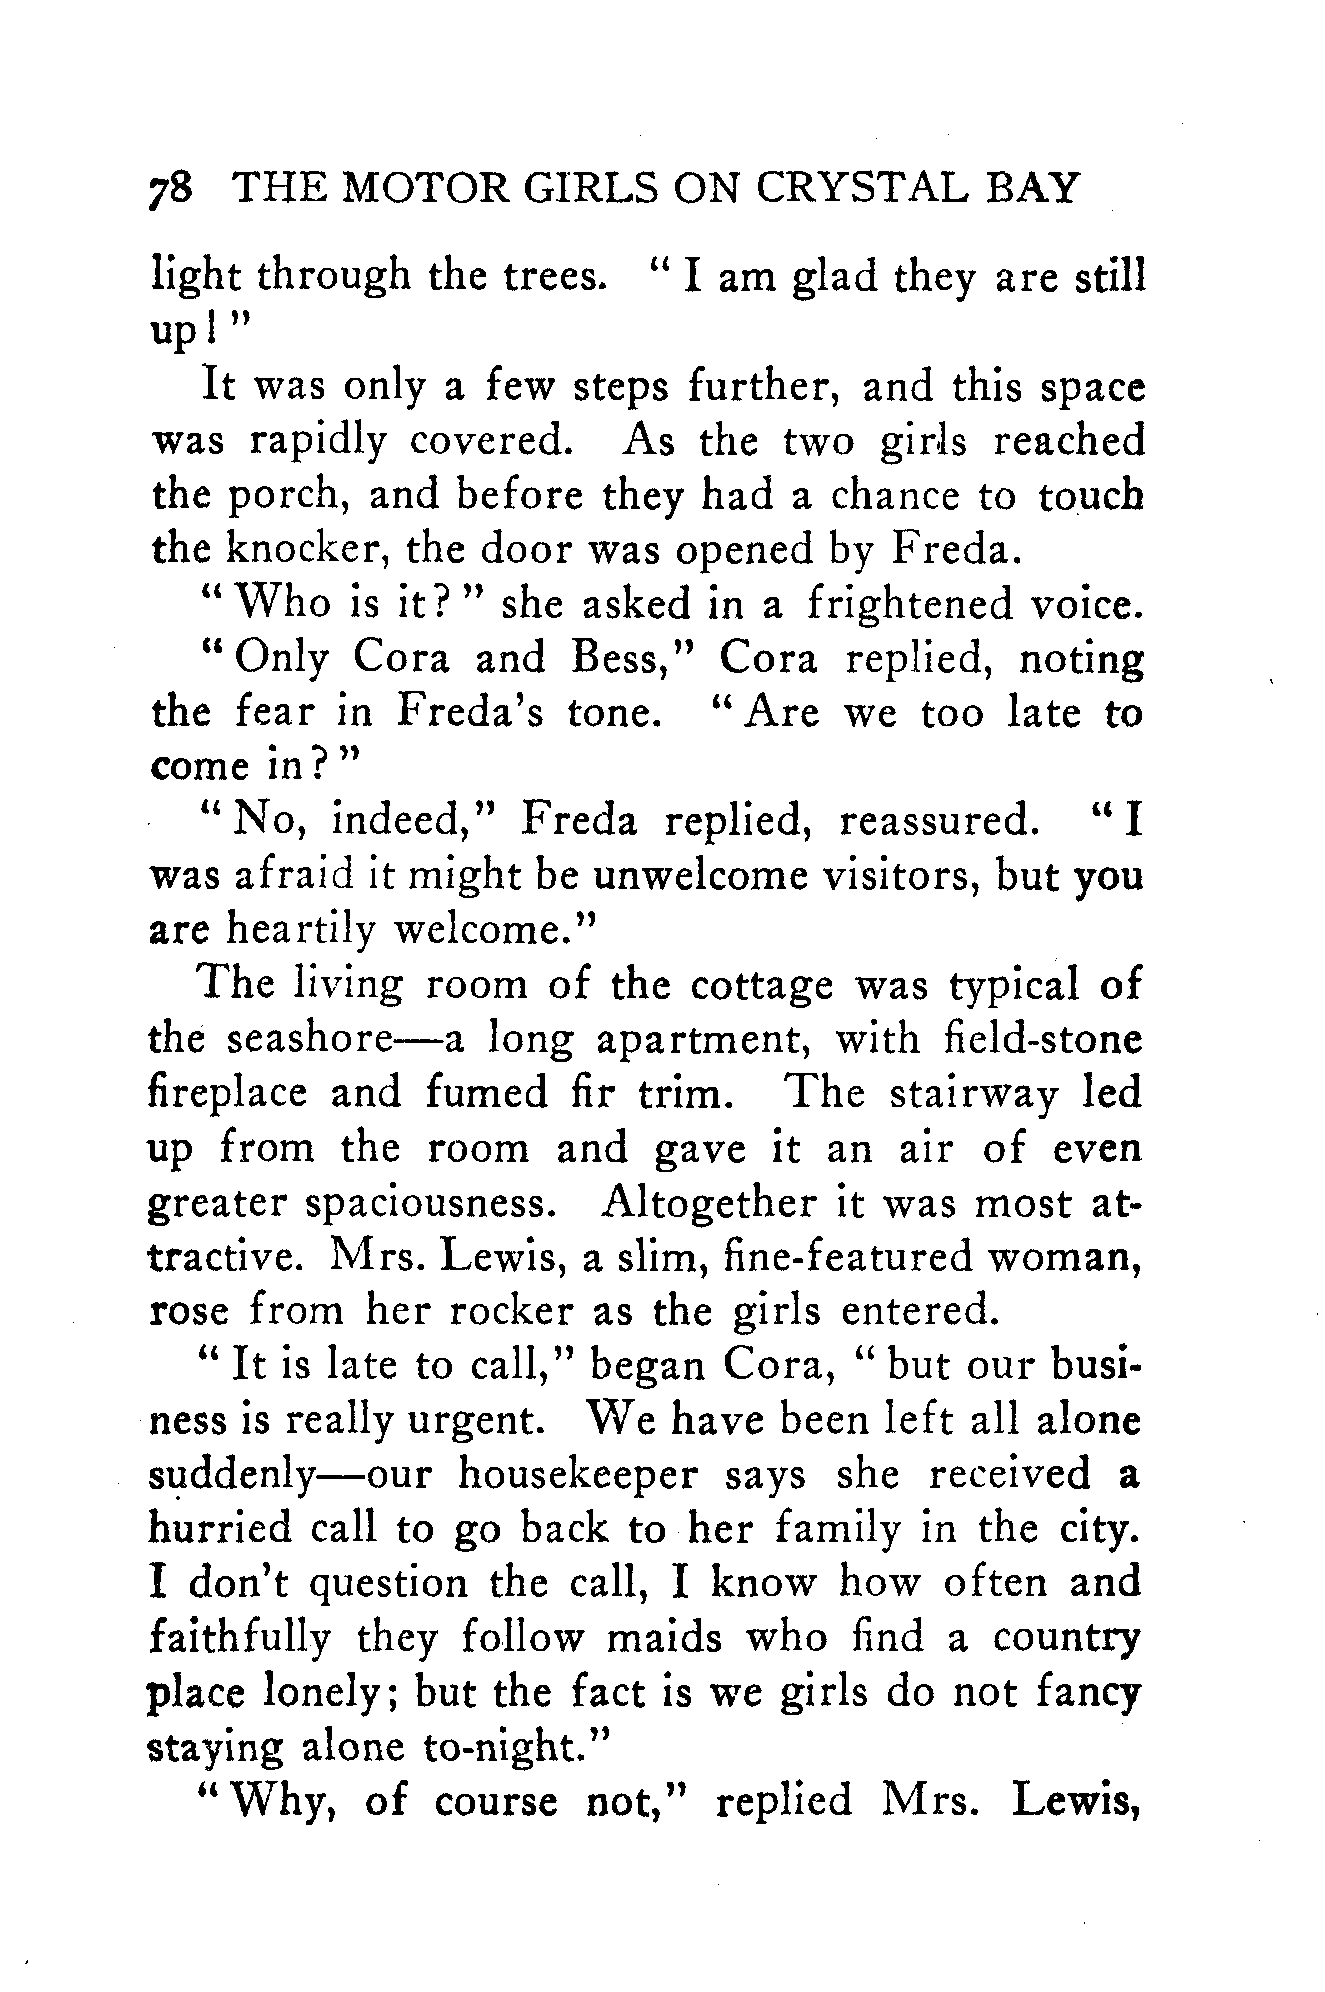 78 THE MOTOR GIRLS ON CRYSTAL BAY
light through the trees. “ I am glad they are still
up! ”
It was only a few steps further, and this space
was rapidly covered. As the two girls reached
the porch, and before they had a chance to touch
the knocker, the door was opened by Freda.
“ Who is it? ” she asked in a frightened voice.
“ Only Cora and Bess,” Cora replied, noting
the fear in Freda’s tone. “ Are we too late to
come in? ”
“ No, indeed,” Freda replied, reassured. “ I
was afraid it might be unwelcome visitors, but you
are heartily welcome.”
The living room of the cottage was typical of
the seashore—a long apartment, with field-stone
fireplace and fumed fir trim. The stairway led
up from the room and gave it an air of even
greater spaciousness. Altogether it was most at-
tractive. Mrs. Lewis, a slim, fine-featured woman,
rose from her rocker as the girls entered.
“ It is late to call,” began Cora, “ but our busi-
ness is really urgent. We have been left all alone
suddenly—our housekeeper says she received a
hurried call to go back to her family in the city.
I don’t question the call, I know how often and
faithfully they follow maids who find a country
place lonely; but the fact is we girls do not fancy
staying alone to-night.”
“ Why, of course not,” replied Mrs. Lewis,